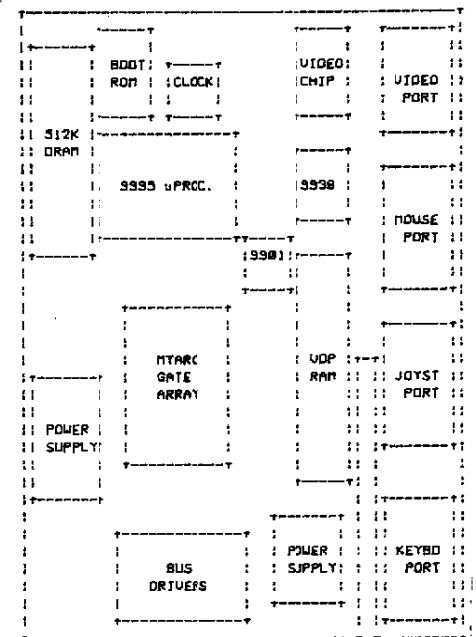 BOOT
ROM
CLOCK
VIDEO
CHIP
VIDEO
PORT
512K
DRAM
9995 uPROC.
9938
MOUSE
PORT
9901
MYARC
GATE
ARRAY
VDP
RAM
JOYST
PORT
POWER
SUPPLY
BUS
DRIVERS
POWER
SUPPLY
KEYBD
PORT